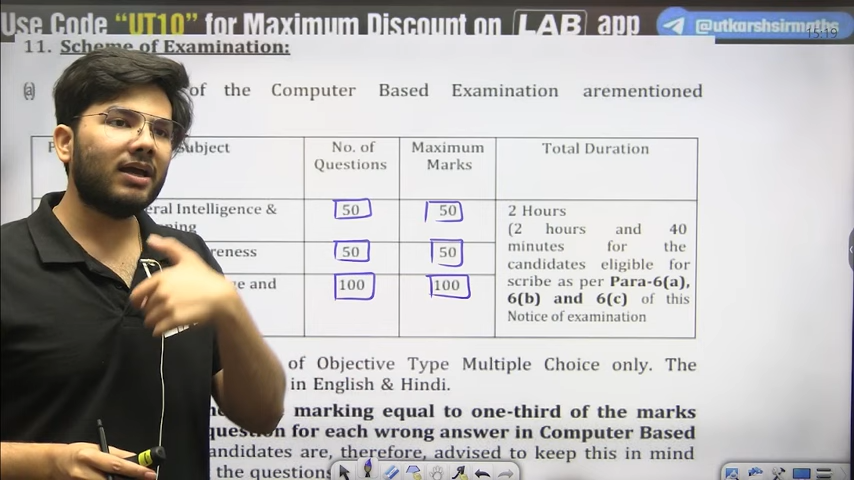 Use Code "UT10" for Maximum Discount on LAB app @utkarshsirmaths
15:19
11. Scheme of Examination:
(a) of the Computer Based Examination arementioned
Subject No. of Questions Maximum Marks Total Duration
eral Intelligence & 50 50 2 Hours
(2 hours and 40
ning minutes for the
reness 50 50 candidates eligible for
ge and 100 100 scribe as per Para-6(a),
6(b) and 6(c) of this
Notice of examination
of Objective Type Multiple Choice only. The
in English & Hindi.
marking equal to one-third of the marks
question for each wrong answer in Computer Based
andidates are, therefore, advised to keep this in mind
the questions